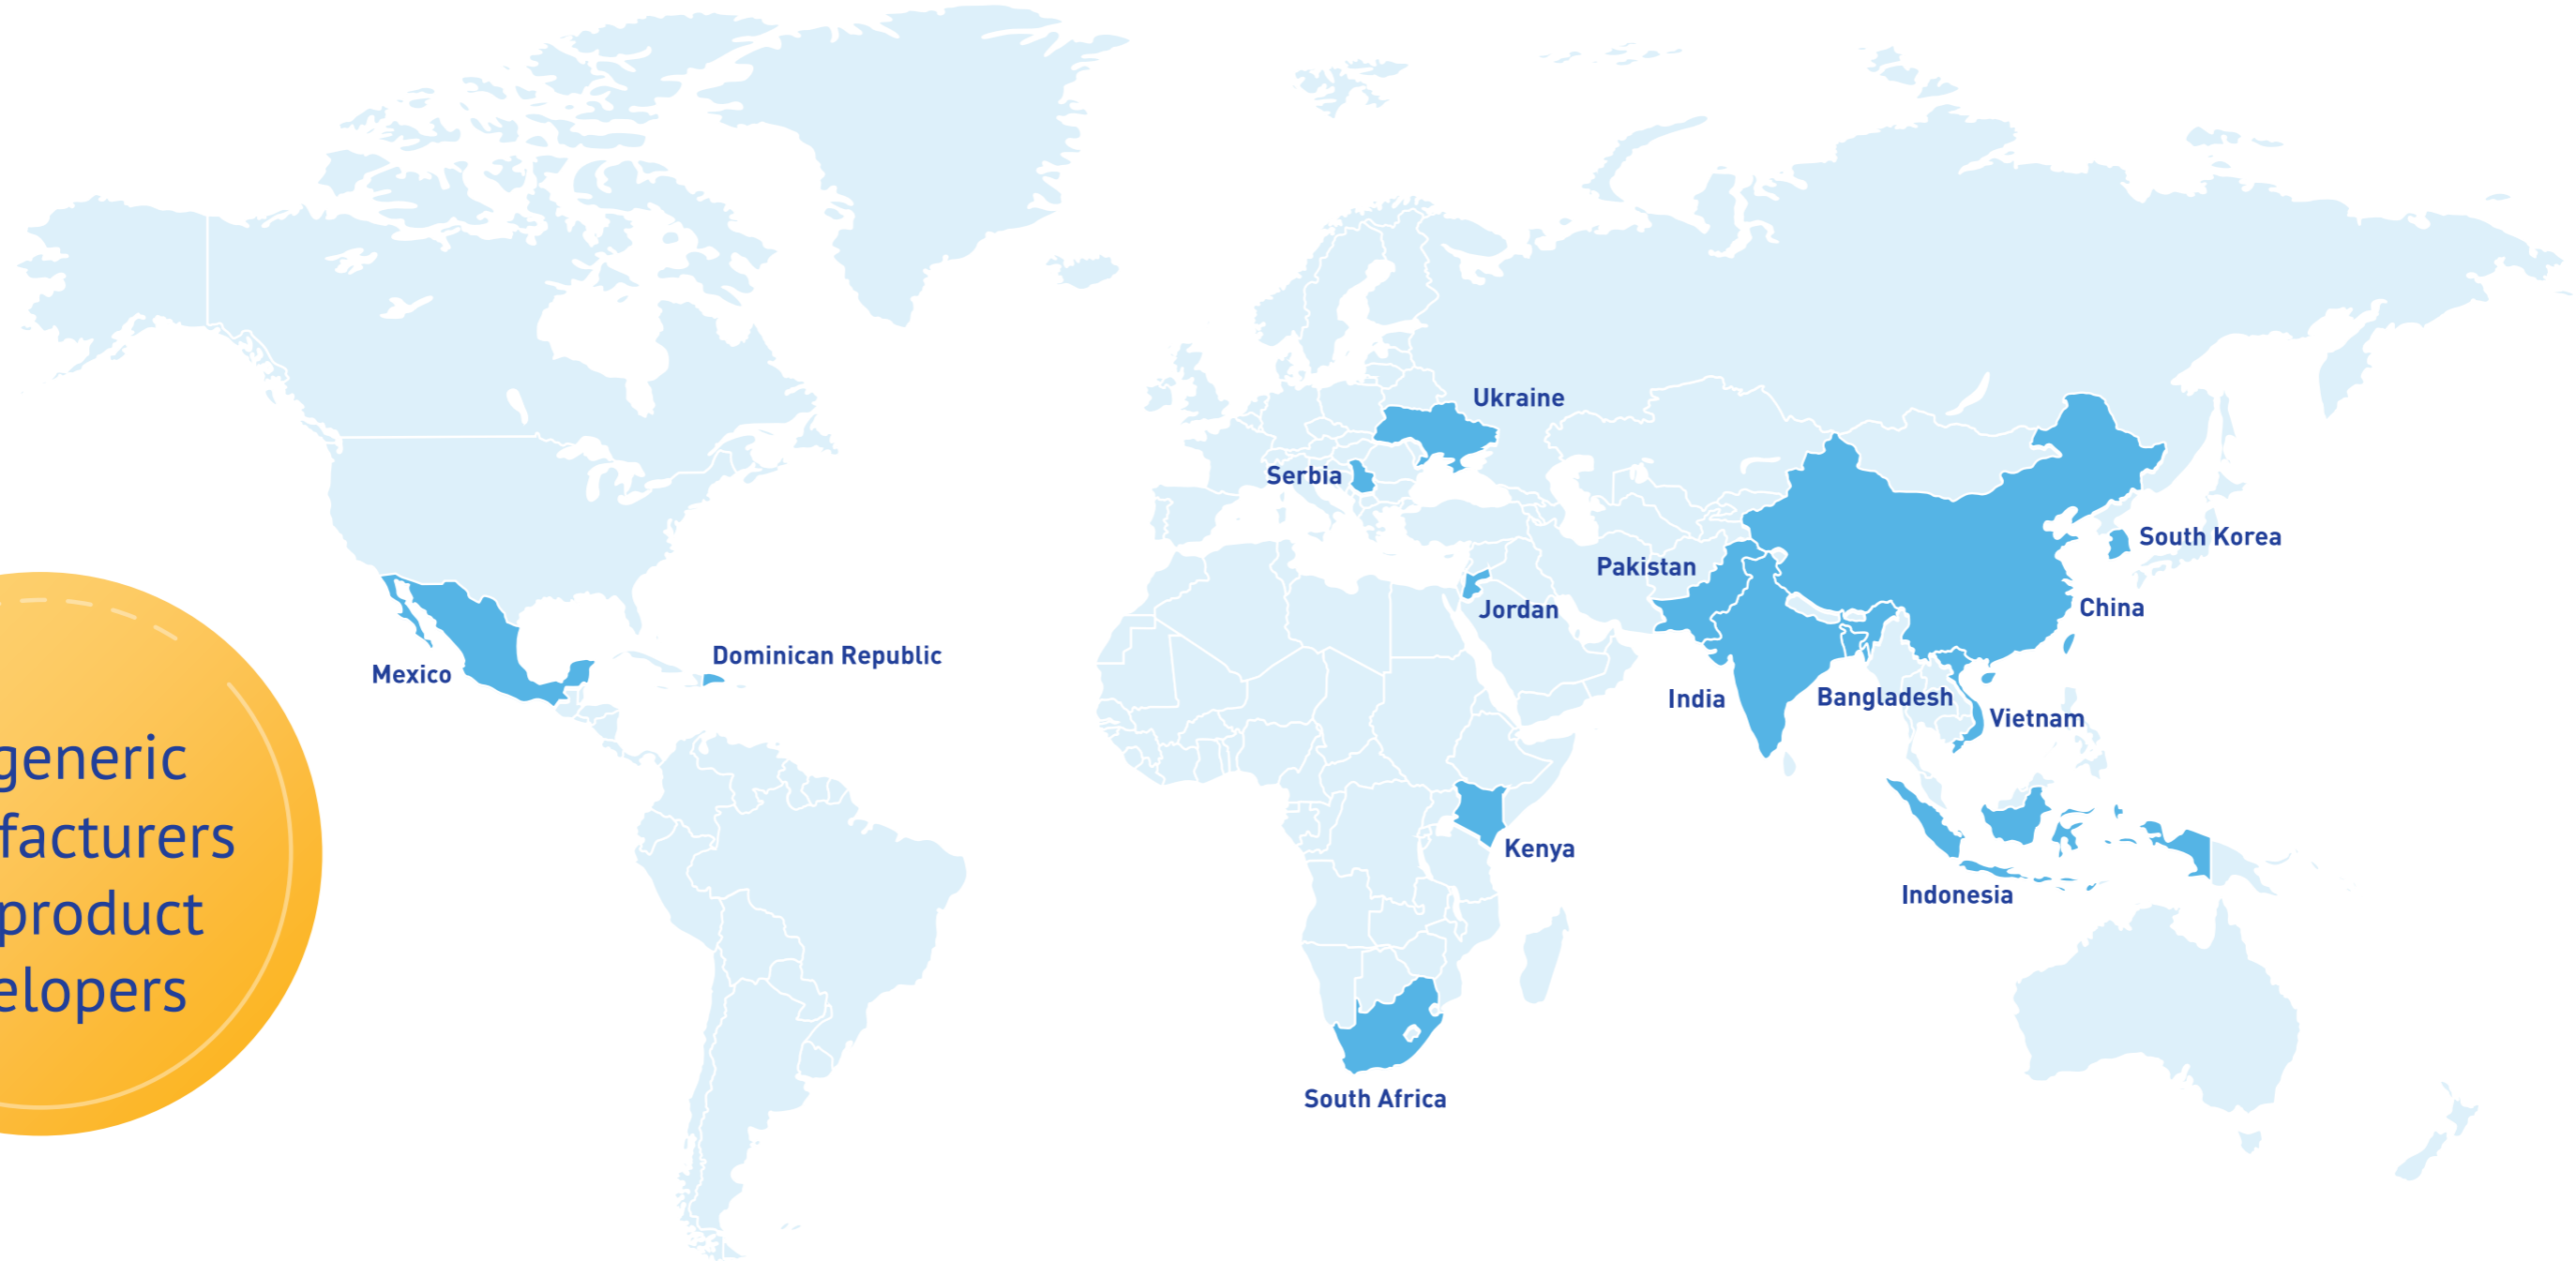 Ukraine
Serbia
South Korea
Pakistan
Jordan
China
Dominican Republic
Mexico
India
Bangladesh
Vietnam
generic
facturers
product
elopers
Kenya
Indonesia
South Africa